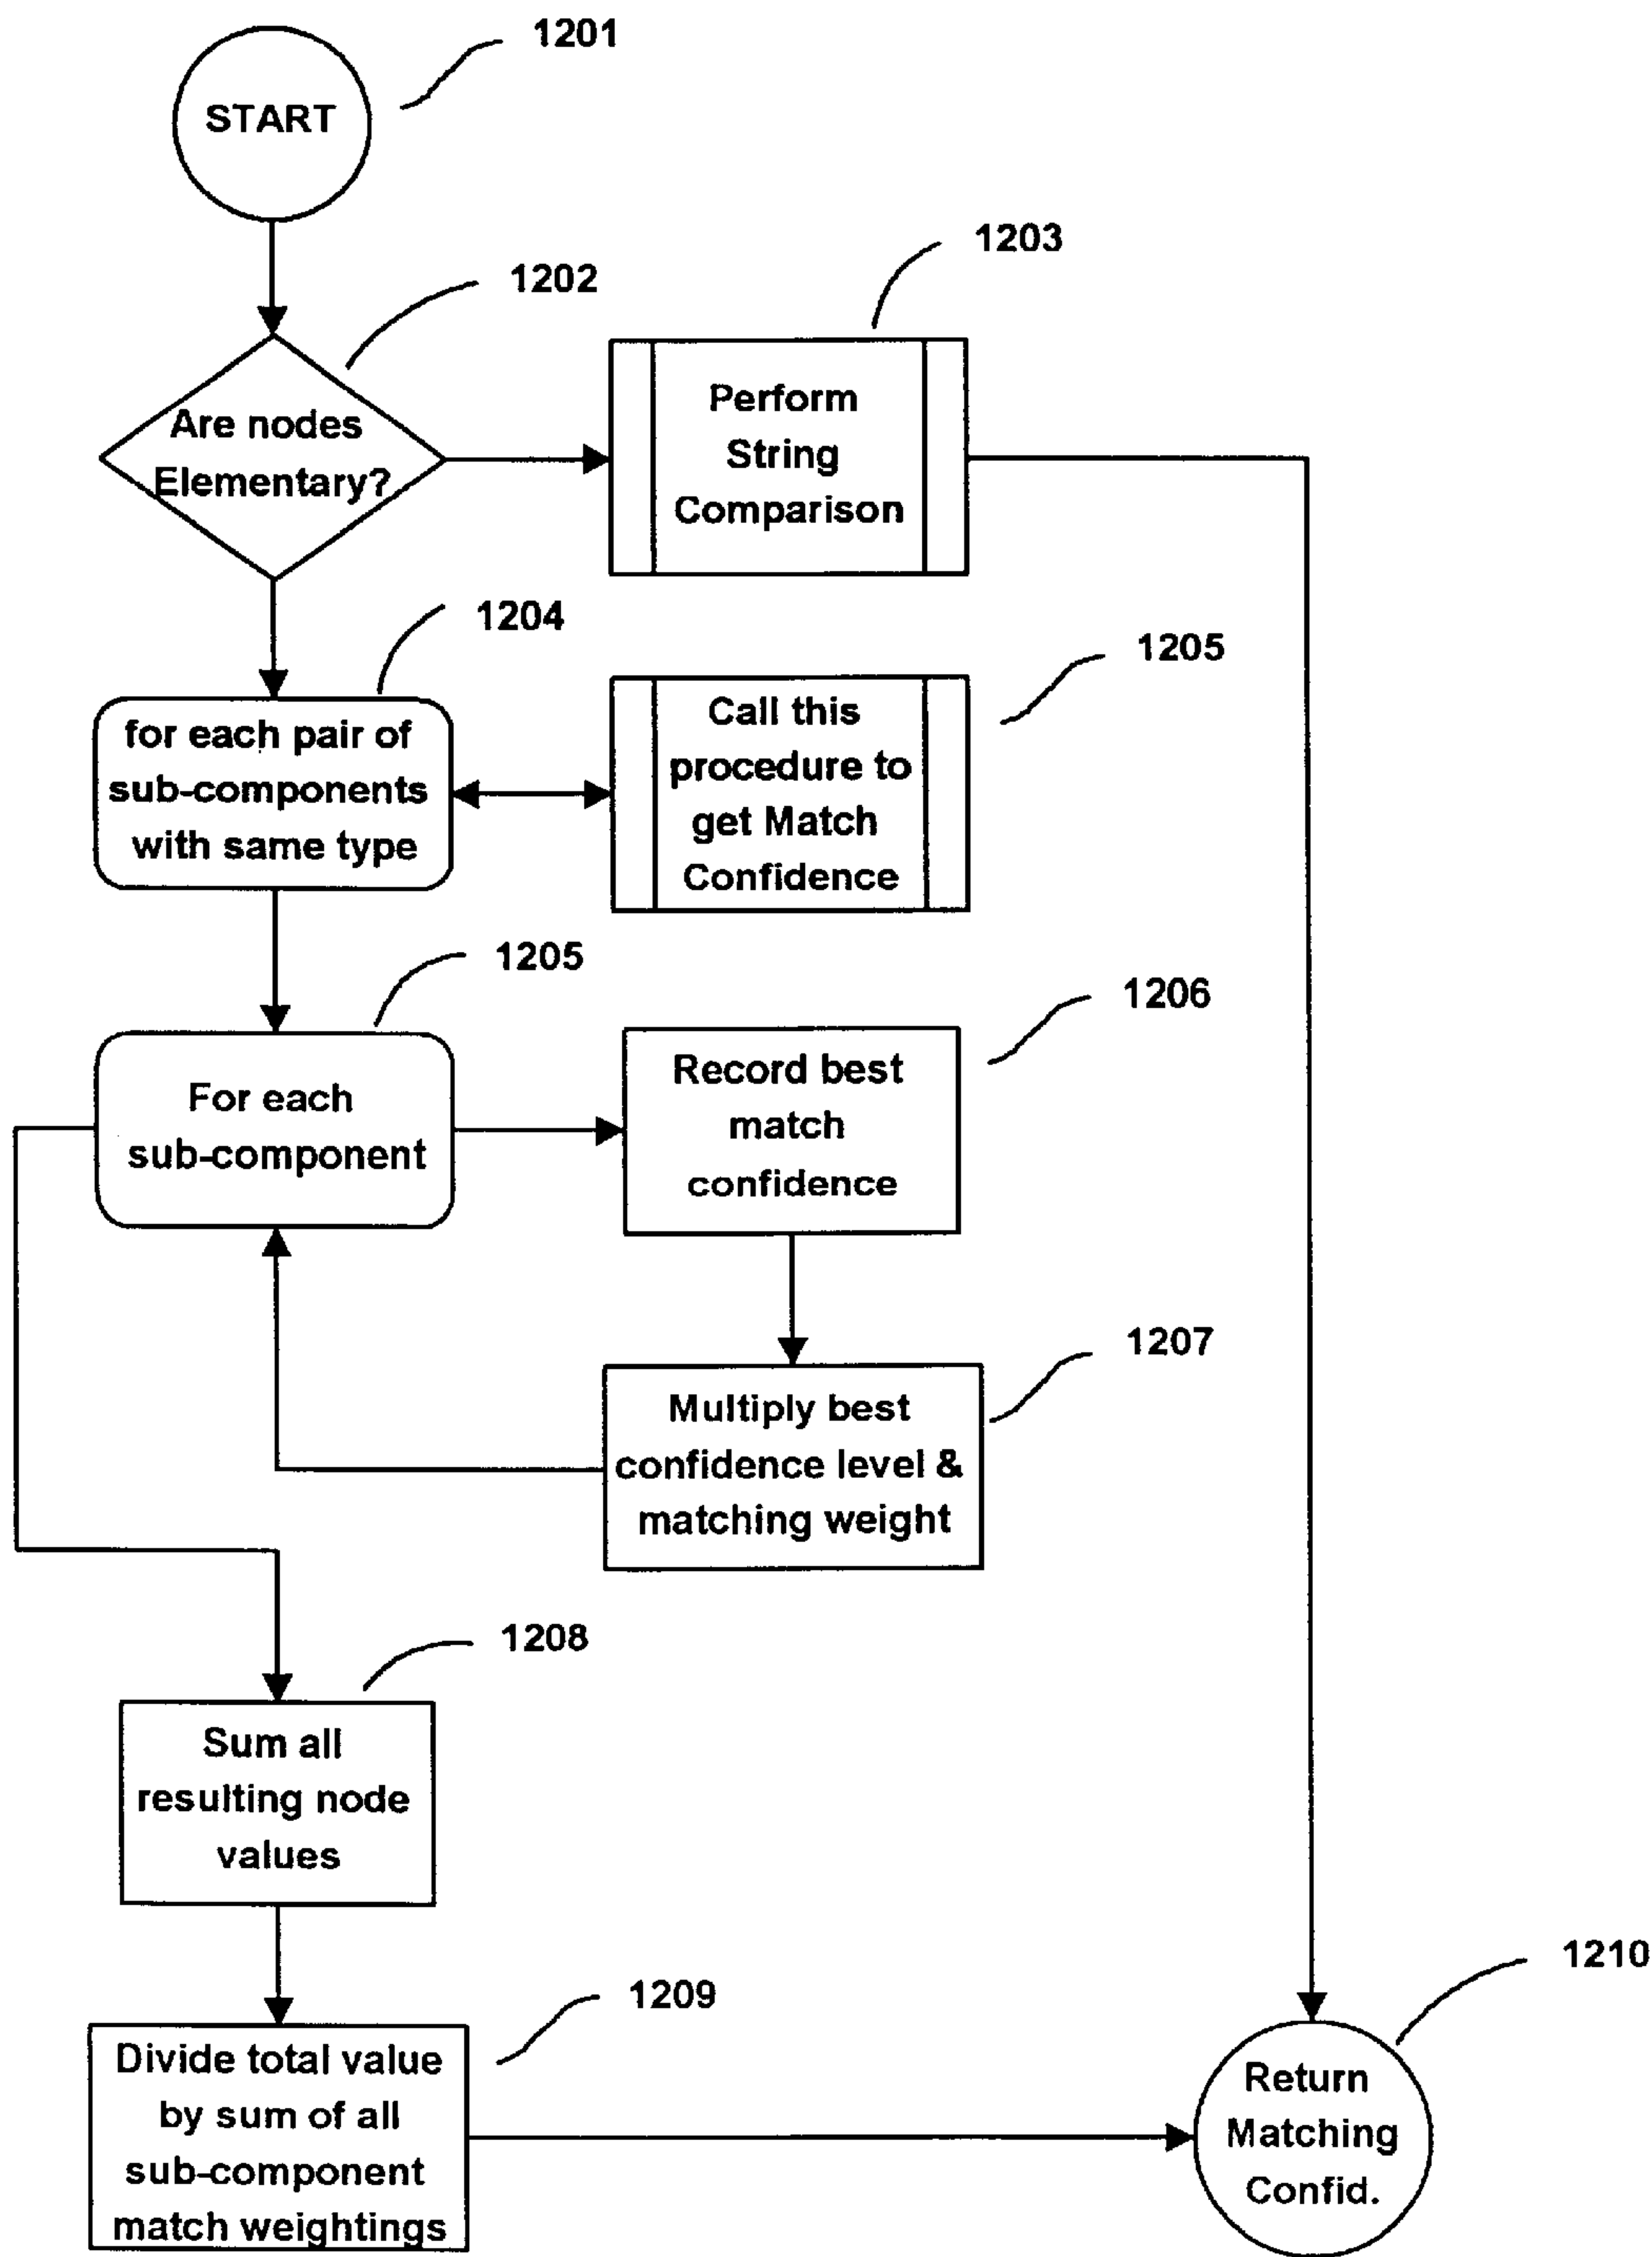 1201
START
1203
1202
Perform
String
Comparison
Are nodes
Elementary?
1204
1205
for each pair of
sub-components
with same type
Call this
procedure to
get Match
Confidence
1205
1206
For each
sub-component
Record best
match
confidence
1207
Multiply best
confidence level &
matching weight
1208
Sum all
resulting node
values
1209
1210
Divide total value
by sum of all
sub-component
match weightings
Return
Matching
Confid.